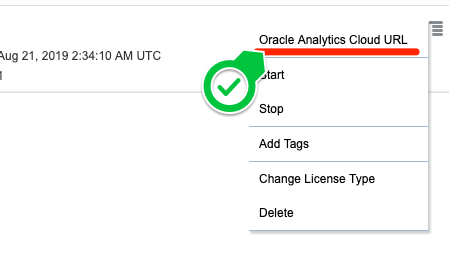 Oracle Analytics Cloud URL
Aug 21, 2019 2:34:10 AM UTC
Start
Stop
Add Tags
Change License Type
Delete